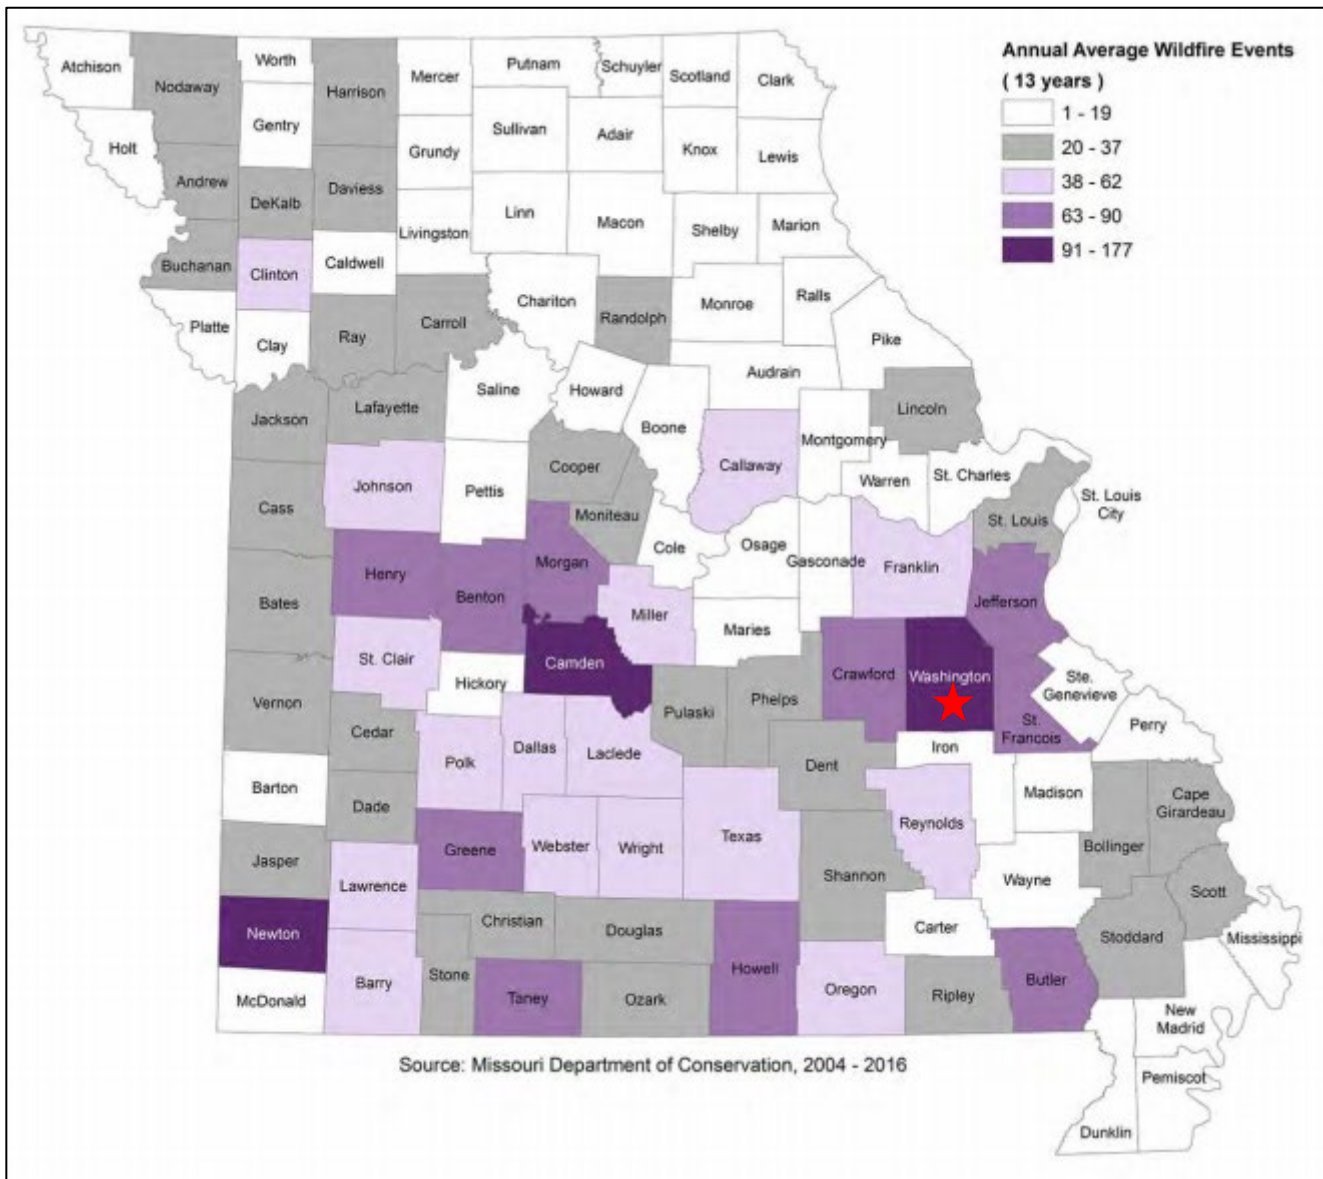 Annual Average Wildfire Events
( 13 years )
1 - 19
20 - 37
38 - 62
63 - 90
91 - 177
Atchison
Nodaway
Worth
Harrison
Mercer
Putnam
Schuyler
Scotland
Clark
Holt
Gentry
Grundy
Sullivan
Adair
Knox
Lewis
Andrew
DeKalb
Daviess
Livingston
Linn
Macon
Shelby
Marion
Buchanan
Clinton
Caldwell
Chariton
Randolph
Monroe
Ralls
Platte
Clay
Ray
Carroll
Pike
Saline
Howard
Boone
Audrain
Lincoln
Jackson
Lafayette
Cooper
Callaway
Montgomery
Warren
St. Charles
St. Louis
City
Johnson
Pettis
Cass
Moniteau
Cole
Osage
Gasconade
Franklin
St. Louis
Henry
Benton
Morgan
Miller
Maries
Jefferson
Bates
St. Clair
Hickory
Camden
Pulaski
Phelps
Crawford
Washington
Ste.
Genevieve
Perry
Vernon
Cedar
Polk
Dallas
Laclede
Dent
Iron
St.
Francois
Barton
Dade
Greene
Webster
Wright
Texas
Reynolds
Madison
Cape
Girardeau
Jasper
Lawrence
Shannon
Wayne
Bollinger
Scott
Newton
Christian
Douglas
Carter
Stoddard
Mississippi
McDonald
Barry
Stone
Taney
Ozark
Howell
Oregon
Ripley
Butler
New
Madrid
Pemiscot
Dunklin
Source: Missouri Department of Conservation, 2004 - 2016